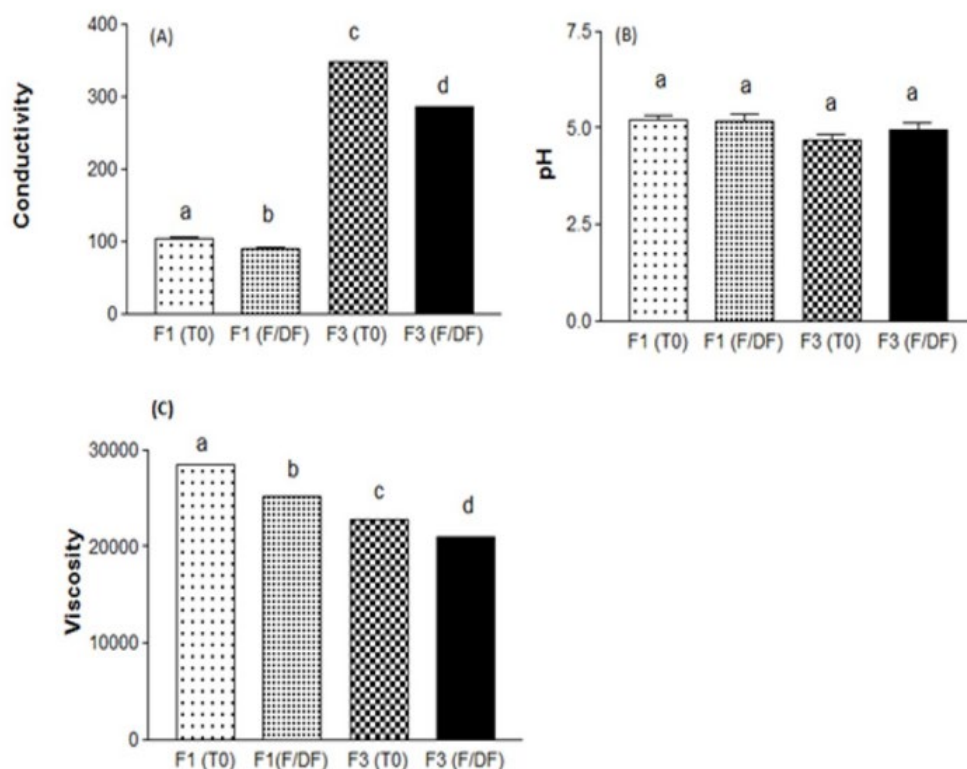 (A)
Conductivity
400
300
200
100
0
a
b
c
d
F1 (T0) F1 (F/DF) F3 (T0) F3 (F/DF)
(B)
pH
7.5
5.0
2.5
0.0
a
a
a
a
F1 (T0) F1 (F/DF) F3 (T0) F3 (F/DF)
(C)
Viscosity
30000
20000
10000
0
a
b
c
d
F1 (T0) F1(F/DF) F3 (T0) F3 (F/DF)